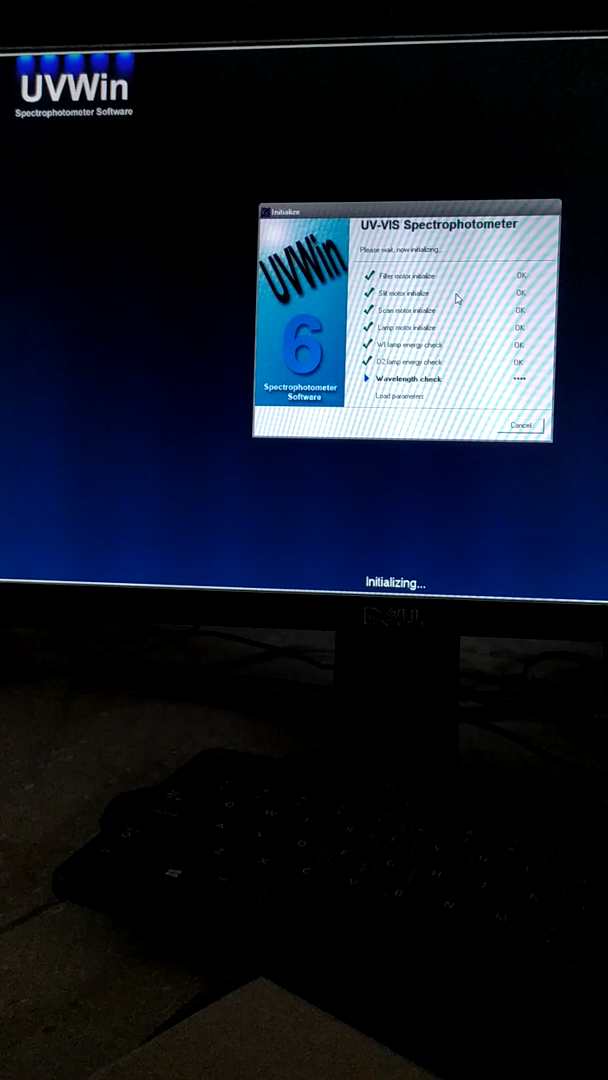 UVWin
Spectrophotometer Software
Initialize
UV-VIS Spectrophotometer
Please wait, now initializing...
UVWin
6
Spectrophotometer
Software
Filter motor initialize OK
Slit motor initialize OK
Scan motor initialize OK
Lamp motor initialize OK
W1 lamp energy check OK
D2 lamp energy check OK
Wavelength check ****
Load parameters
Cancel
Initializing...
DELL